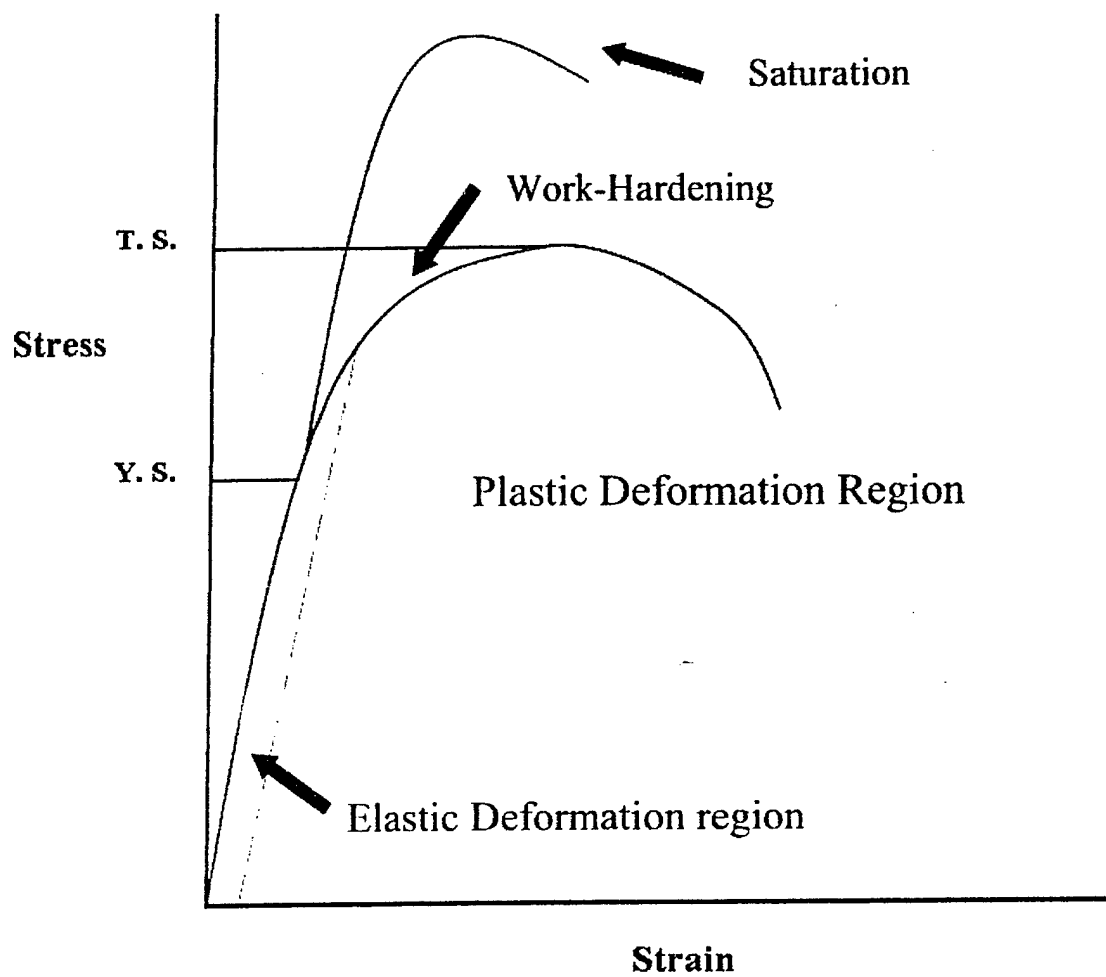 Saturation
Work-Hardening
T. S.
Stress
Y. S.
Plastic Deformation Region
Elastic Deformation region
Strain